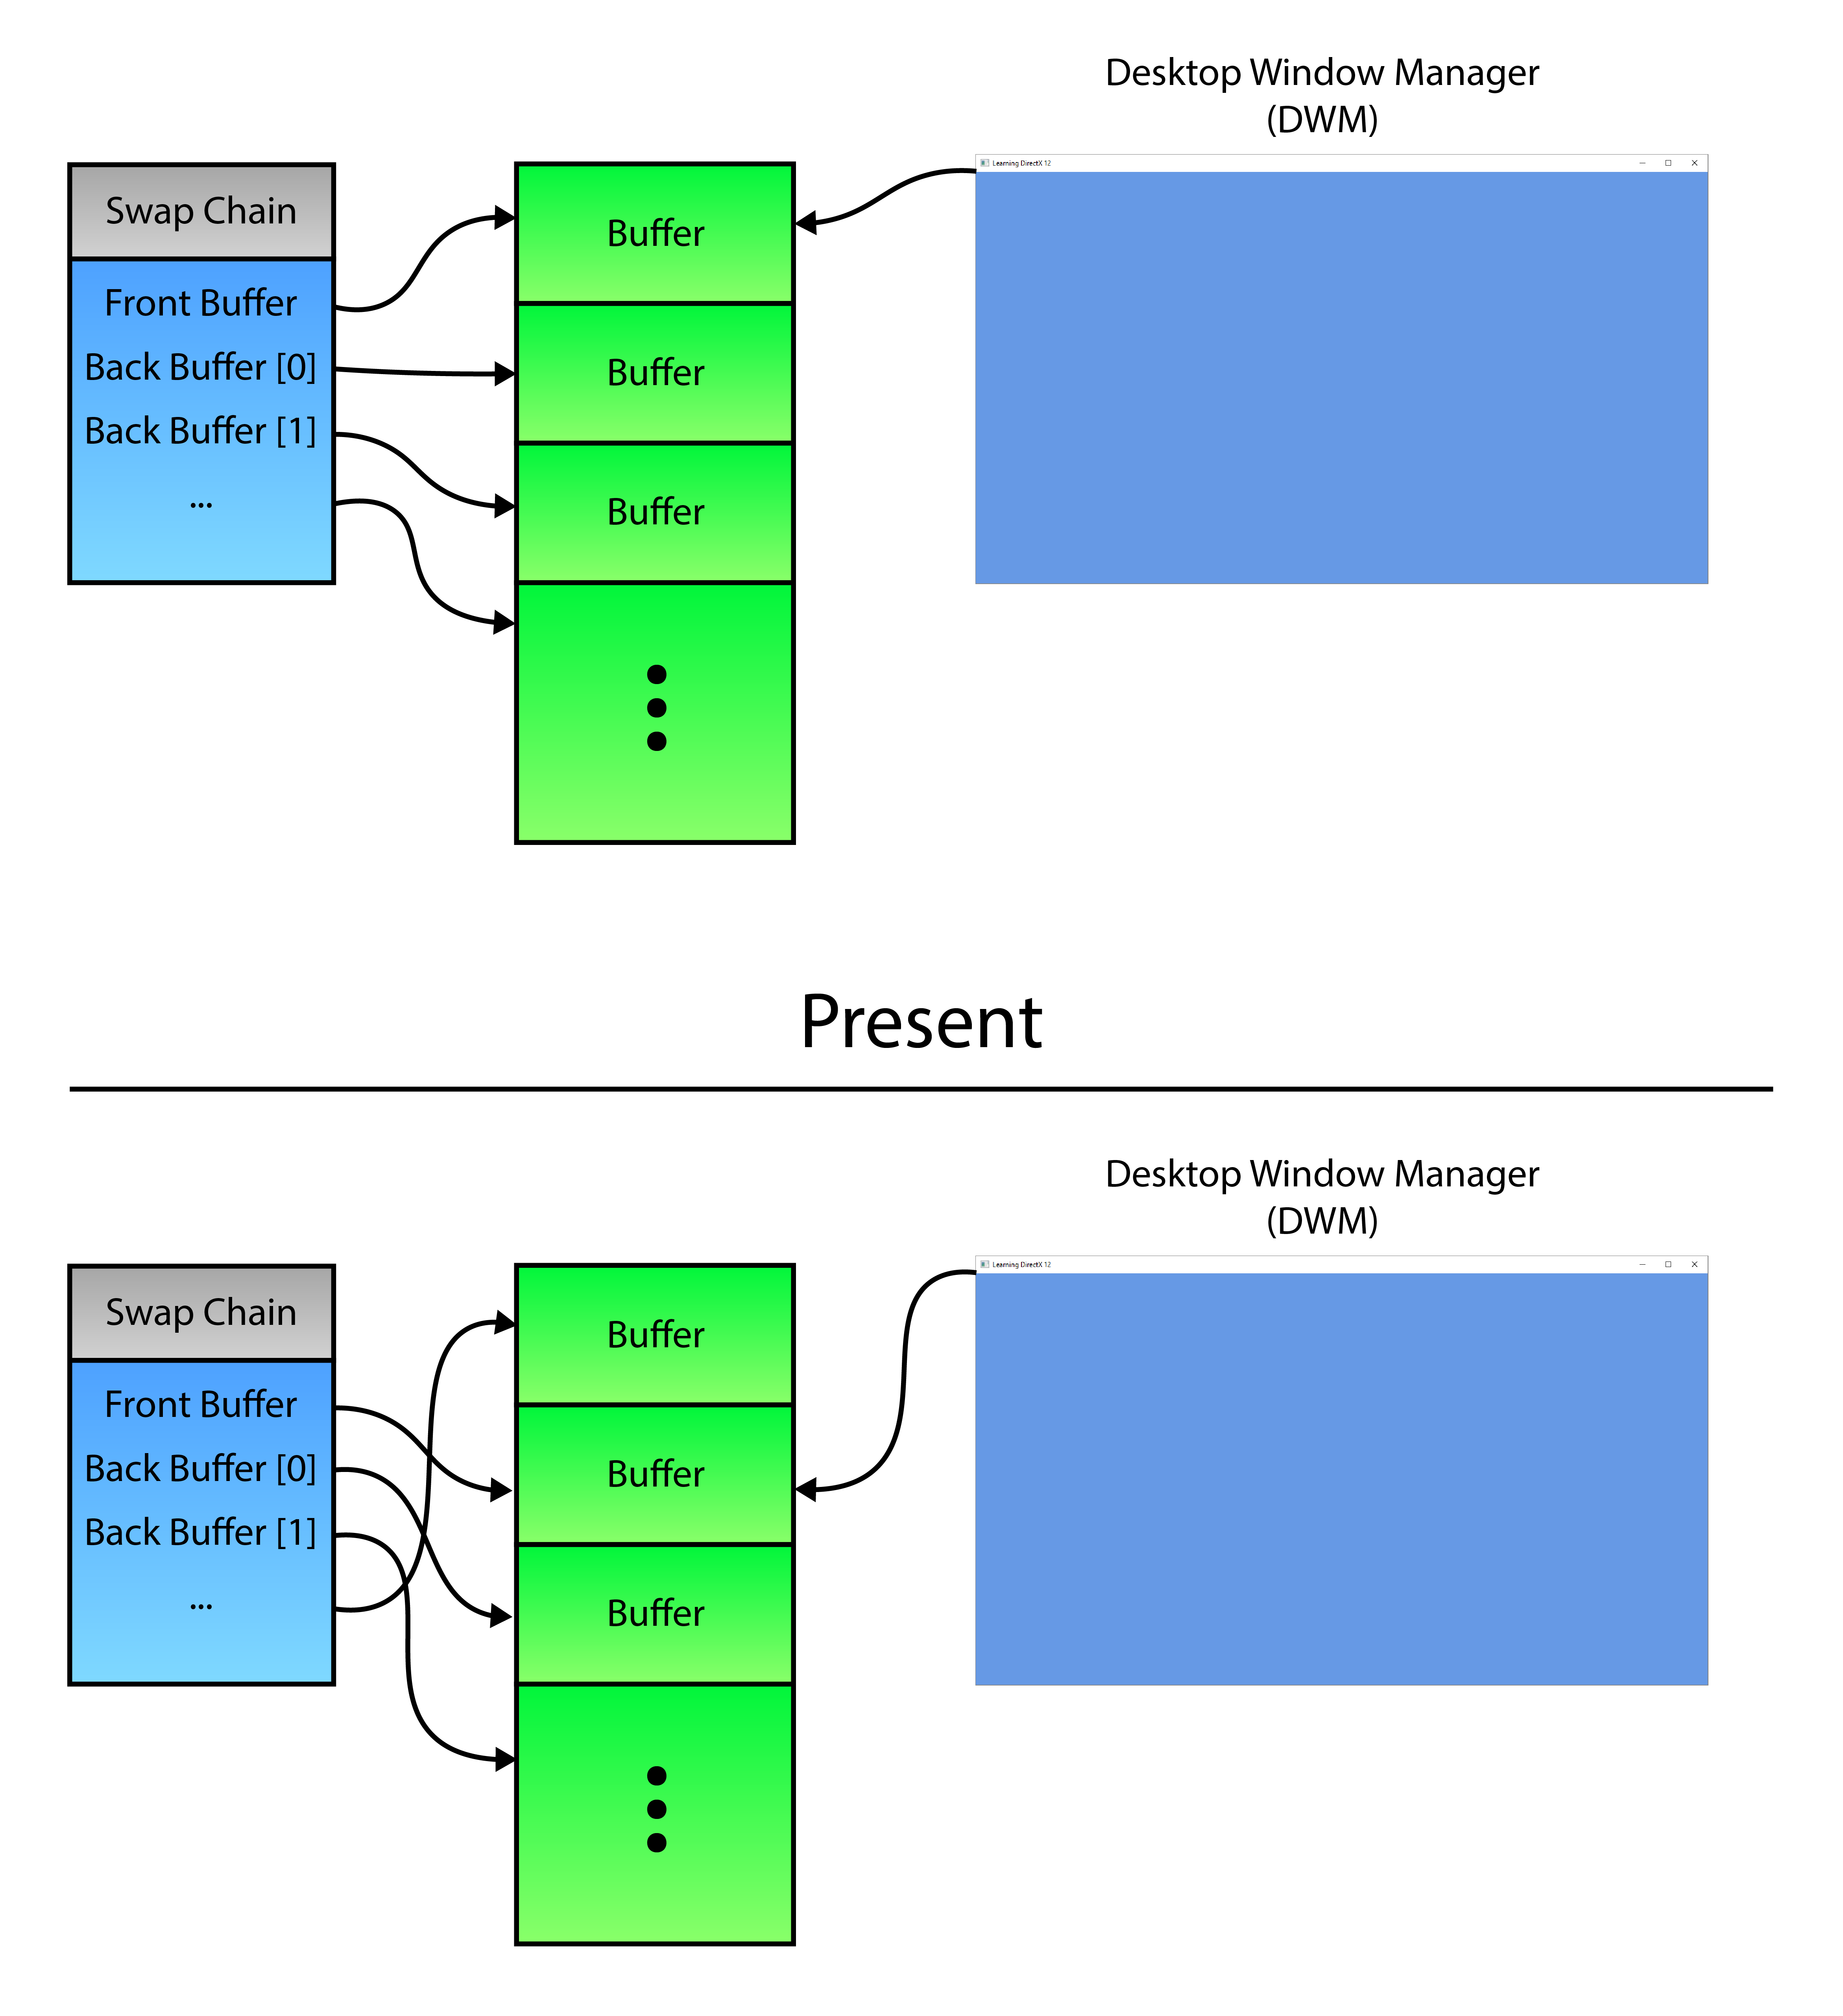 Desktop Window Manager
(DWM)
Learning DirectX 12
Swap Chain
Front Buffer
Back Buffer [0]
Back Buffer [1]
...
Buffer
Buffer
Buffer
Present
Desktop Window Manager
(DWM)
Learning DirectX 12
Swap Chain
Front Buffer
Back Buffer [0]
Back Buffer [1]
...
Buffer
Buffer
Buffer